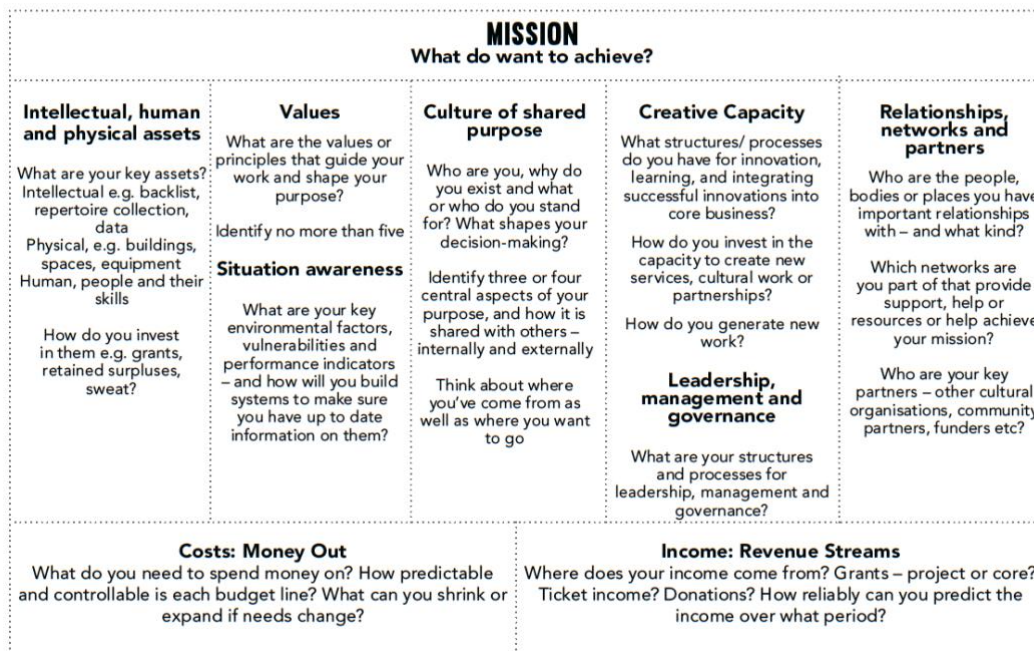 MISSION
What do want to achieve?
Intellectual, human
and physical assets
What are your key assets?
Intellectual e.g. backlist,
repertoire collection,
data
Physical, e.g. buildings,
spaces, equipment
Human, people and their
skills
How do you invest
in them e.g. grants,
retained surpluses,
sweat?
Values
What are the values or
principles that guide your
work and shape your
purpose?
Identify no more than five
Situation awareness
What are your key
environmental factors,
vulnerabilities and
performance indicators
– and how will you build
systems to make sure
you have up to date
information on them?
Culture of shared
purpose
Who are you, why do
you exist and what
or who do you stand
for? What shapes your
decision-making?
Identify three or four
central aspects of your
purpose, and how it is
shared with others –
internally and externally
Think about where
you've come from as
well as where you want
to go
Creative Capacity
What structures/ processes
do you have for innovation,
learning, and integrating
successful innovations into
core business?
How do you invest in the
capacity to create new
services, cultural work or
partnerships?
How do you generate new
work?
Leadership,
management and
governance
What are your structures
and processes for
leadership, management and
governance?
Relationships,
networks and
partners
Who are the people,
bodies or places you have
important relationships
with – and what kind?
Which networks are
you part of that provide
support, help or
resources or help achieve
your mission?
Who are your key
partners – other cultural
organisations, community
partners, funders etc?
Costs: Money Out
What do you need to spend money on? How predictable
and controllable is each budget line? What can you shrink or
expand if needs change?
Income: Revenue Streams
Where does your income come from? Grants – project or core?
Ticket income? Donations? How reliably can you predict the
income over what period?